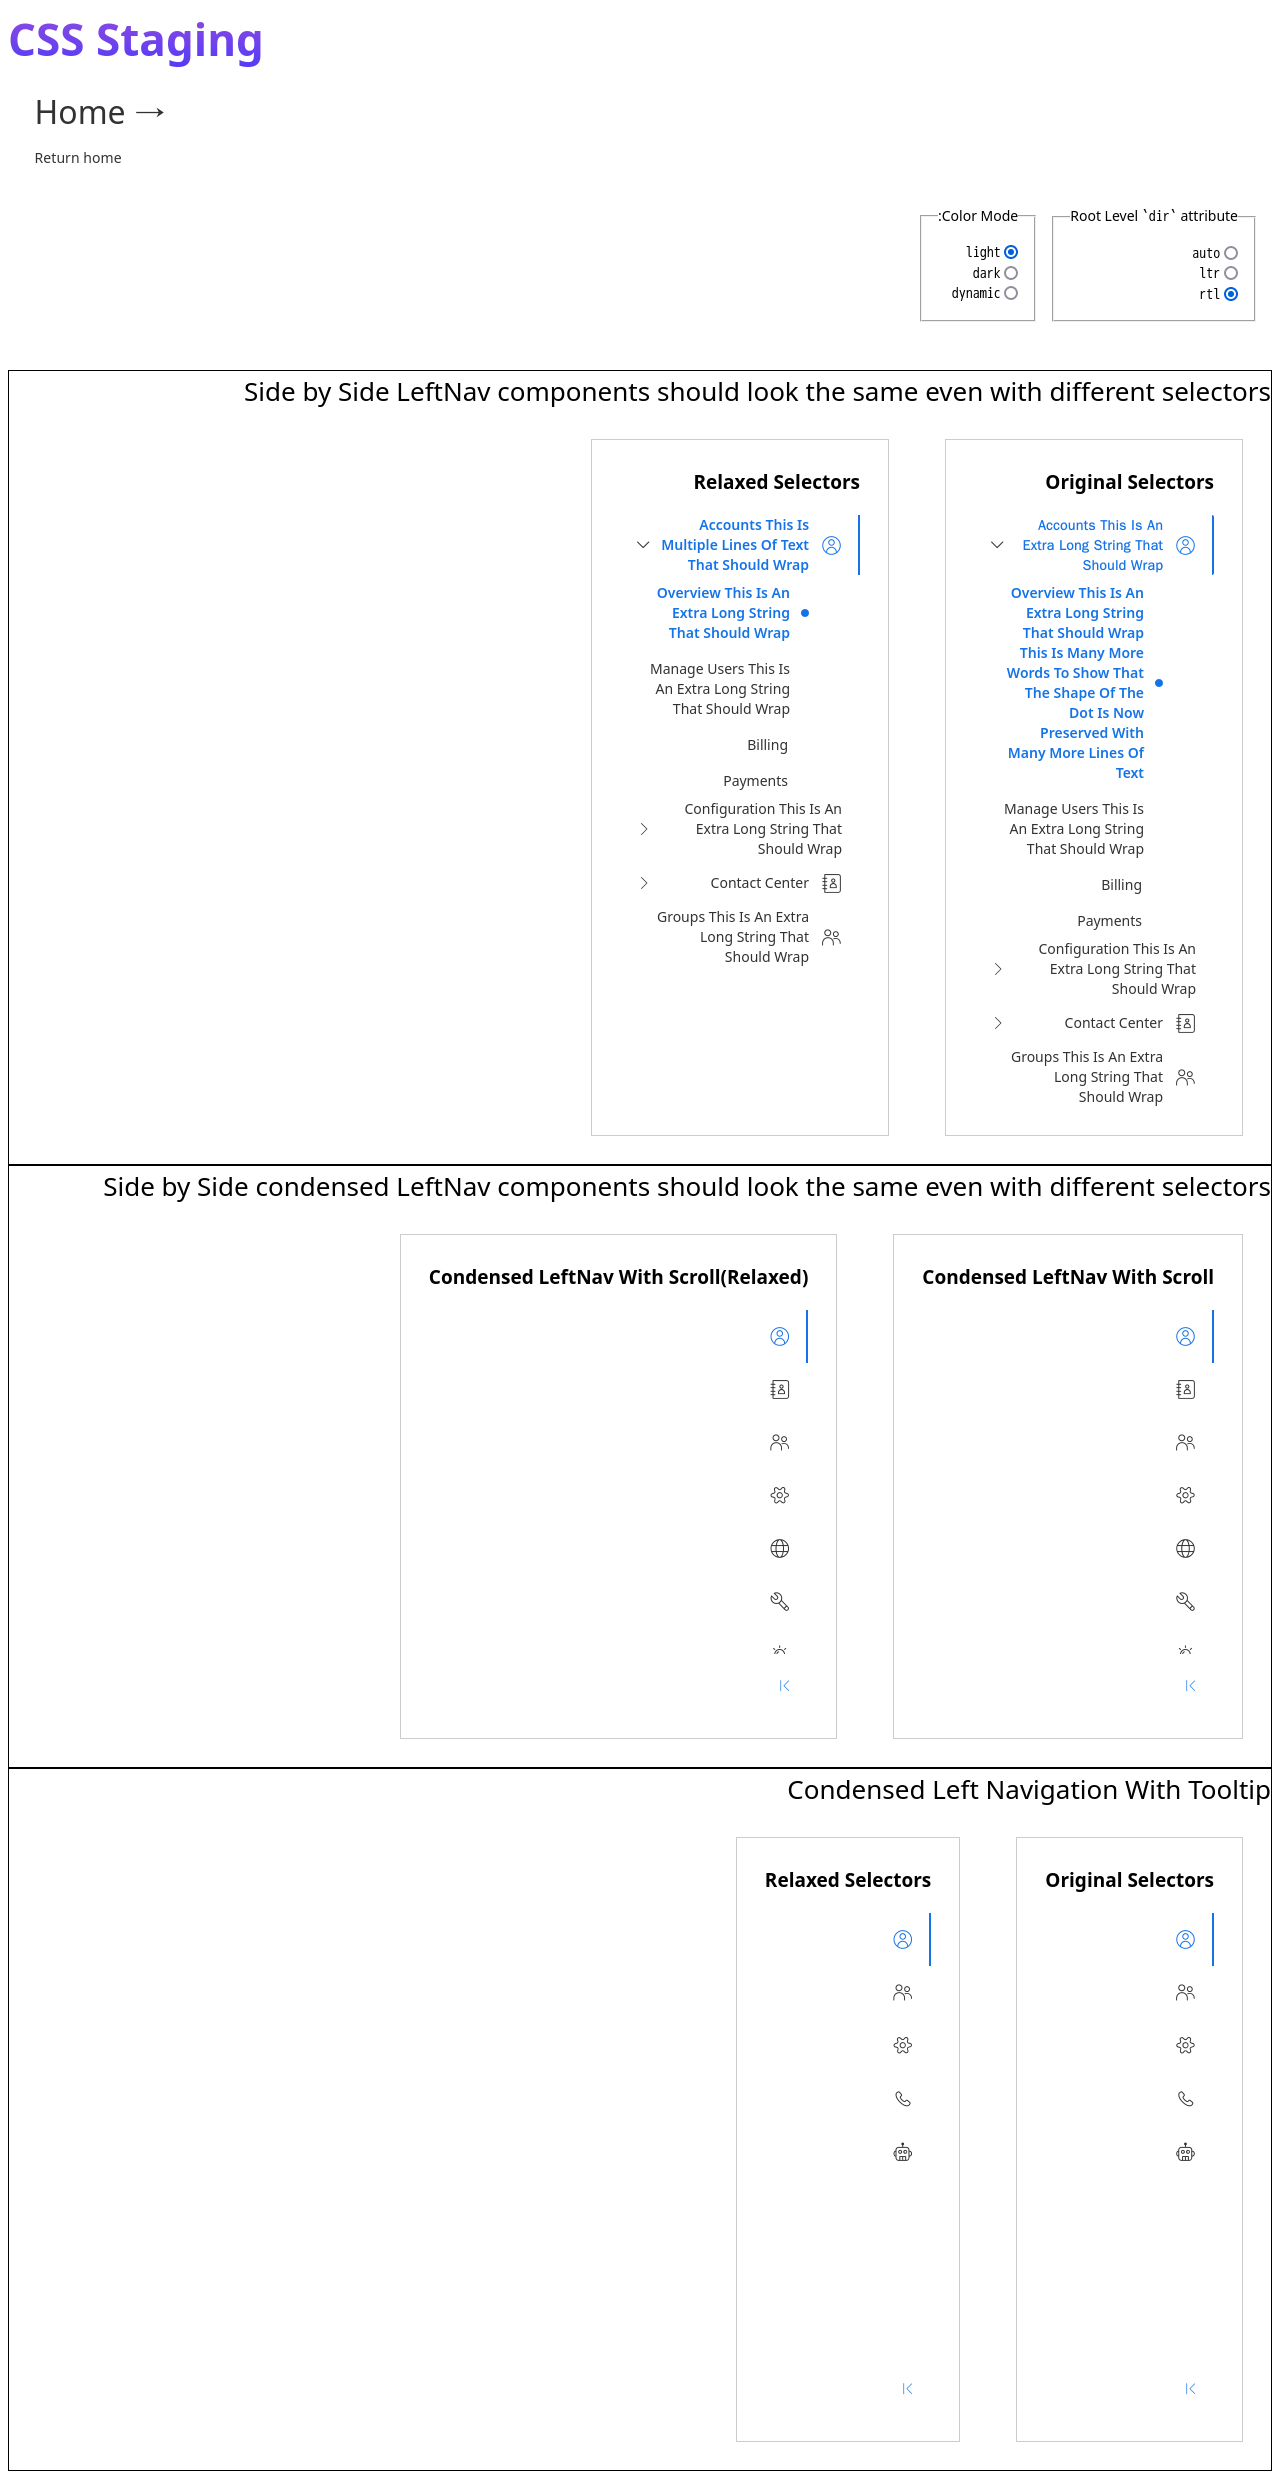 CSS Staging
Home →
Return home
Root Level `dir` attribute
auto
ltr
rtl
:Color Mode
light
dark
dynamic
Side by Side LeftNav components should look the same even with different selectors
Original Selectors
Accounts This Is An
Extra Long String That
Should Wrap
Overview This Is An
Extra Long String
That Should Wrap
This Is Many More
Words To Show That
The Shape Of The
Dot Is Now
Preserved With
Many More Lines Of
Text
Manage Users This Is
An Extra Long String
That Should Wrap
Billing
Payments
Configuration This Is An
Extra Long String That
Should Wrap
Contact Center
Groups This Is An Extra
Long String That
Should Wrap
Relaxed Selectors
Accounts This Is
Multiple Lines Of Text
That Should Wrap
Overview This Is An
Extra Long String
That Should Wrap
Manage Users This Is
An Extra Long String
That Should Wrap
Billing
Payments
Configuration This Is An
Extra Long String That
Should Wrap
Contact Center
Groups This Is An Extra
Long String That
Should Wrap
Side by Side condensed LeftNav components should look the same even with different selectors
Condensed LeftNav With Scroll
Condensed LeftNav With Scroll(Relaxed)
Condensed Left Navigation With Tooltip
Original Selectors
Relaxed Selectors